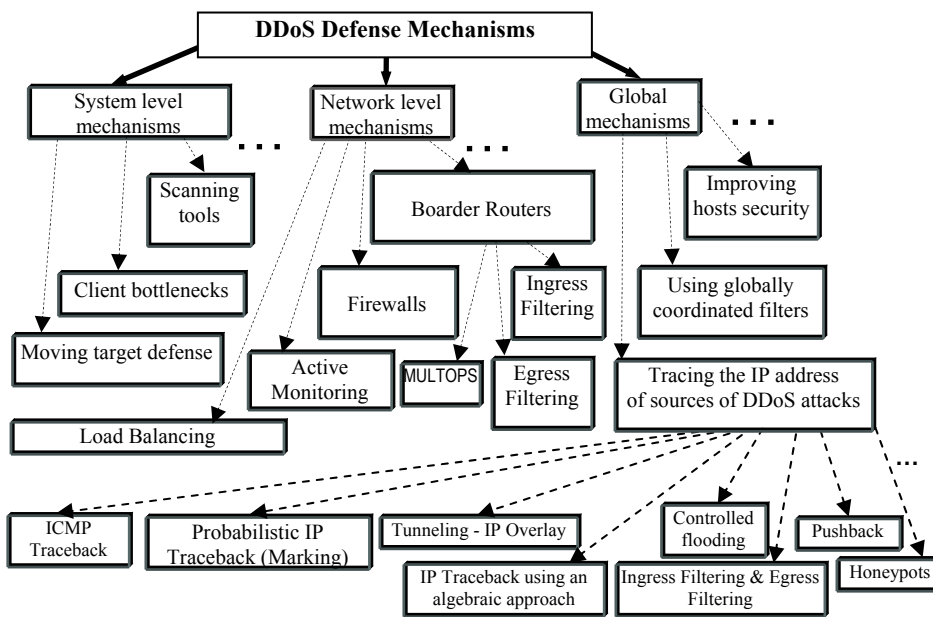 DDoS Defense Mechanisms
System level
mechanisms
Network level
mechanisms
Global
mechanisms
...
...
...
Scanning
tools
Boarder Routers
Improving
hosts security
Client bottlenecks
Firewalls
Ingress
Filtering
Using globally
coordinated filters
Moving target defense
Active
Monitoring
MULTOPS
Egress
Filtering
Tracing the IP address
of sources of DDoS attacks
Load Balancing
...
ICMP
Traceback
Probabilistic IP
Traceback (Marking)
Tunneling - IP Overlay
Controlled
flooding
Pushback
IP Traceback using an
algebraic approach
Ingress Filtering & Egress
Filtering
Honeypots